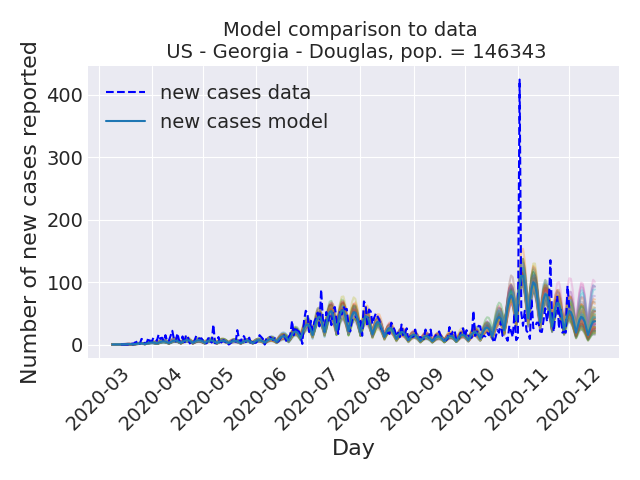 Model comparison to data
US - Georgia - Douglas, pop. = 146343
Number of new cases reported
new cases data
new cases model
400
300
200
100
0
2020-03
2020-04
2020-05
2020-06
2020-07
2020-08
2020-09
2020-10
2020-11
2020-12
Day